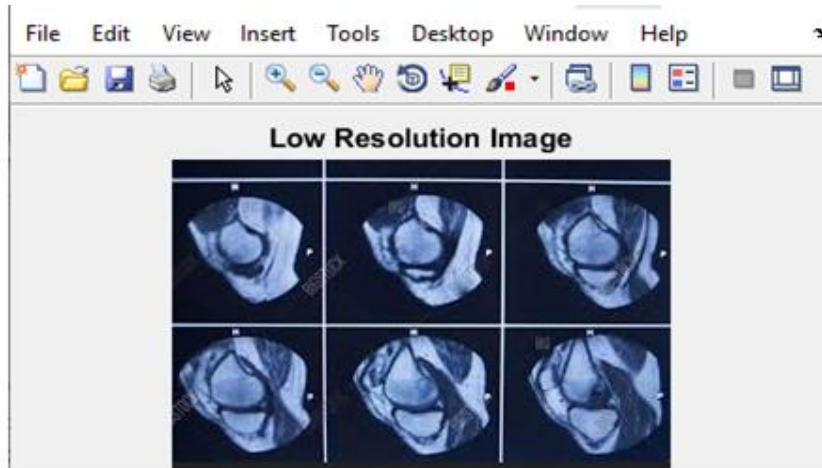 File Edit View Insert Tools Desktop Window Help
Low Resolution Image
H H H
P P P
H H H
P P P